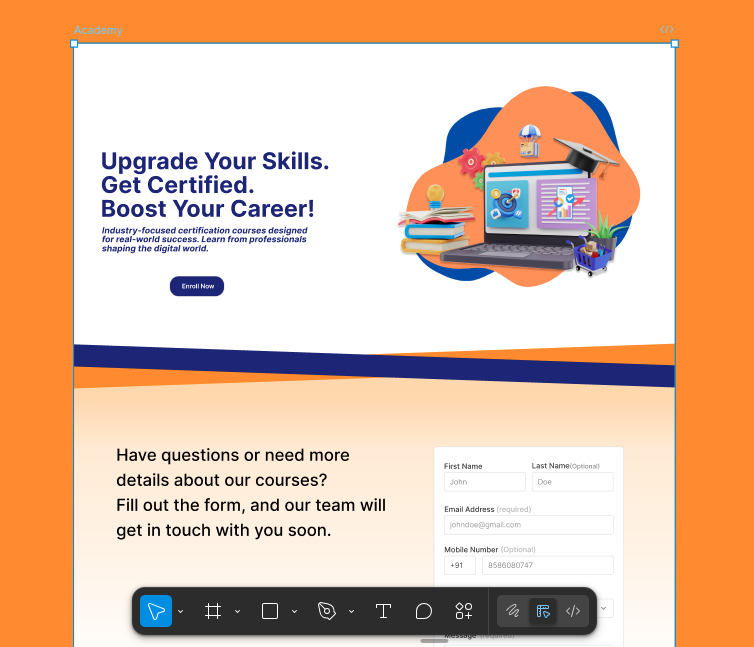 Academy
Upgrade Your Skills.
Get Certified.
Boost Your Career!
Industry-focused certification courses designed
for real-world success. Learn from professionals
shaping the digital world.
Enroll Now
Have questions or need more
details about our courses?
Fill out the form, and our team will
get in touch with you soon.
First Name
Last Name(Optional)
John
Doe
Email Address (required)
johndoe@gmail.com
Mobile Number (Optional)
+91
8586080747
Message (required)